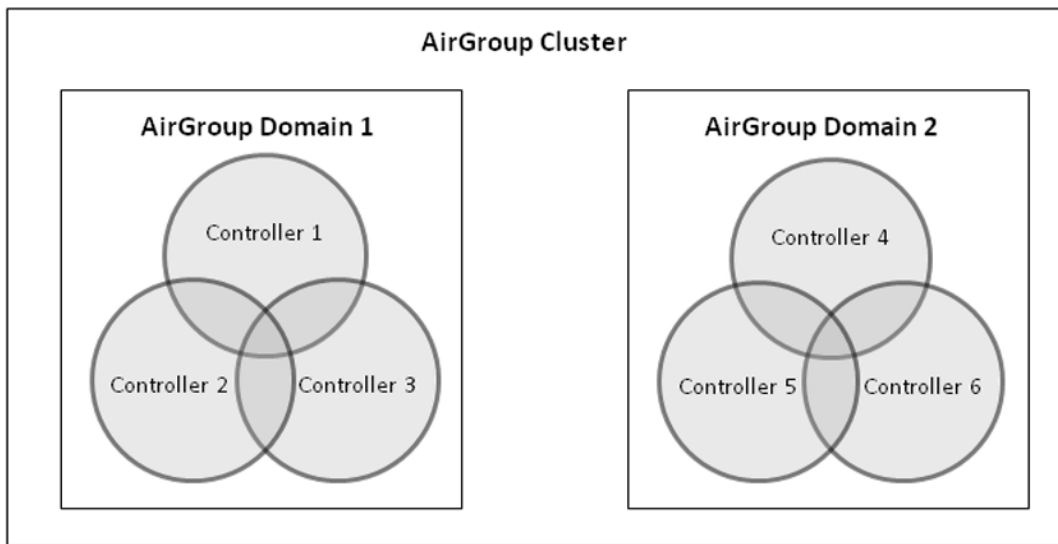 AirGroup Cluster
AirGroup Domain 1
AirGroup Domain 2
Controller 1
Controller 4
Controller 2
Controller 3
Controller 5
Controller 6